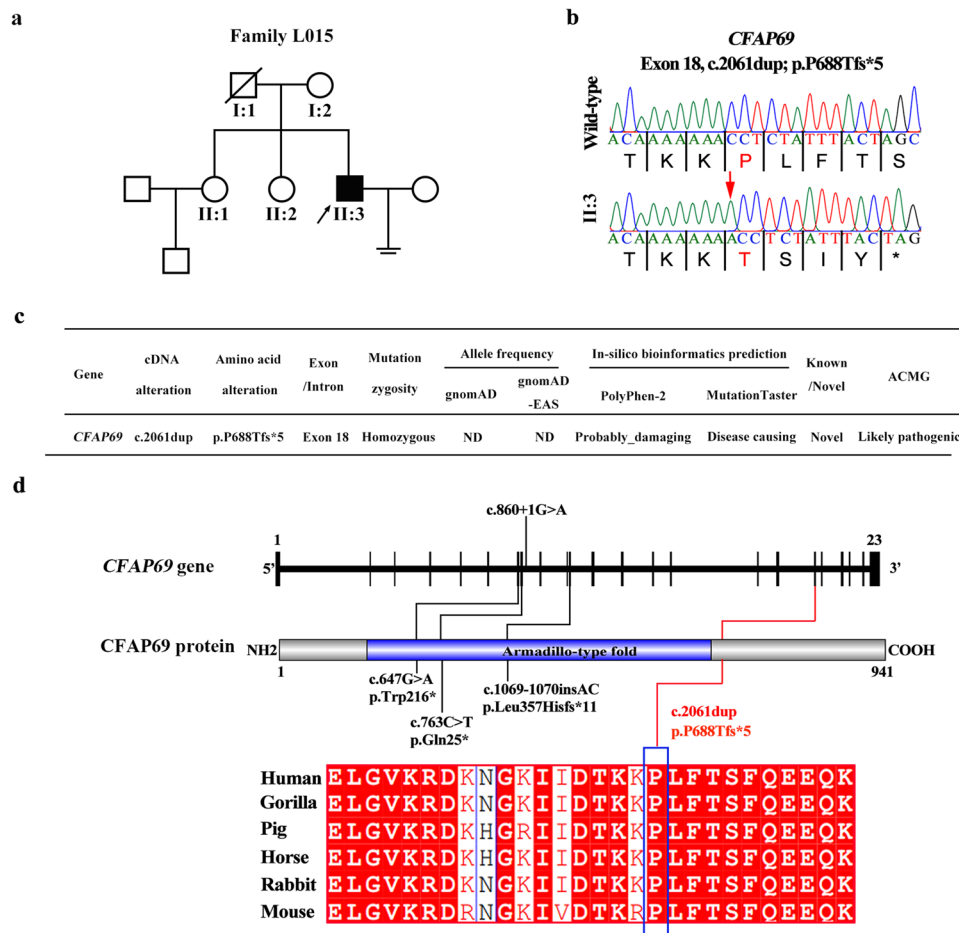 a
Family L015
I:1
I:2
II:1
II:2
II:3
b
CFAP69
Exon 18, c.2061dup; p.P688Tfs*5
Wild-type
ACAAAAAAACCTCTATTTACTAGC
T K K P L F T S
II:3
ACAAAAAAAACCTCTATTTACTAG
T K K T S I Y *
c
Gene
cDNA alteration
Amino acid alteration
Exon /Intron
Mutation zygosity
Allele frequency
gnomAD
gnomAD -EAS
In-silico bioinformatics prediction
PolyPhen-2
MutationTaster
Known /Novel
ACMG
CFAP69 c.2061dup p.P688Tfs*5 Exon 18 Homozygous ND ND Probably_damaging Disease causing Novel Likely pathogenic
d
c.860+1G>A
1
23
CFAP69 gene
5'
3'
CFAP69 protein
NH2
Armadillo-type fold
COOH
1
941
c.647G>A
p.Trp216*
c.763C>T
p.Gln25*
c.1069-1070insAC
p.Leu357Hisfs*11
c.2061dup
p.P688Tfs*5
Human ELGVKRDKNGKIIDTKKPLFTSFQEEQK
Gorilla ELGVKRDKNGKIIDTKKPLFTSFQEEQK
Pig ELGVKRDKHGRIIDTKKPLFTSFQEEQK
Horse ELGVKRDKHGKIIDTKKPLFTSFQEEQK
Rabbit ELGVKRDKNGKIIDTKKPLFTSFQEEQK
Mouse ELGVKRDRNGKIVDTKRPLFTSFQEEQK